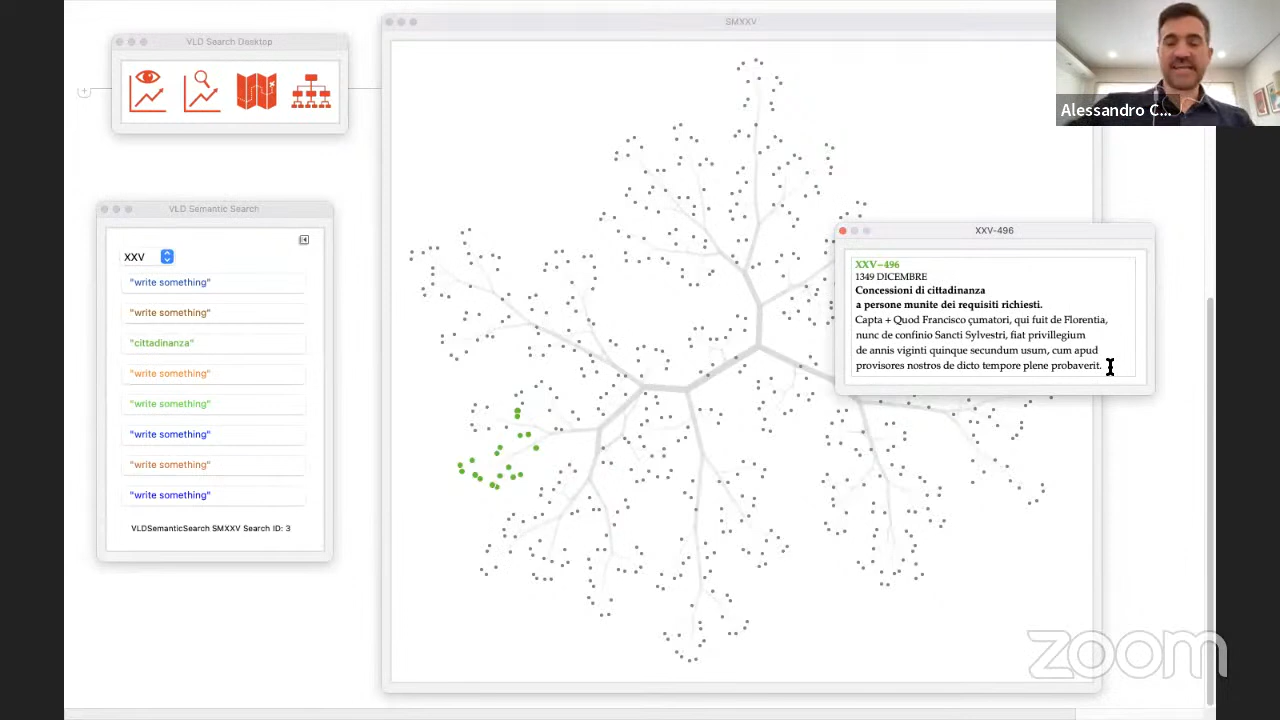 VLD Search Desktop
SMXXV
Alessandro C...
VLD Semantic Search
XXV
"write something"
"write something"
"cittadinanza"
"write something"
"write something"
"write something"
"write something"
"write something"
VLDSemanticSearch SMXXV Search ID: 3
XXV-496
XXV-496
1349 DICEMBRE
Concessioni di cittadinanza
a persone munite dei requisiti richiesti.
Capta + Quod Francisco çumatori, qui fuit de Florentia,
nunc de confinio Sancti Sylvestri, fiat privillegium
de annis viginti quinque secundum usum, cum apud
provisores nostros de dicto tempore plene probaverit.
zoom